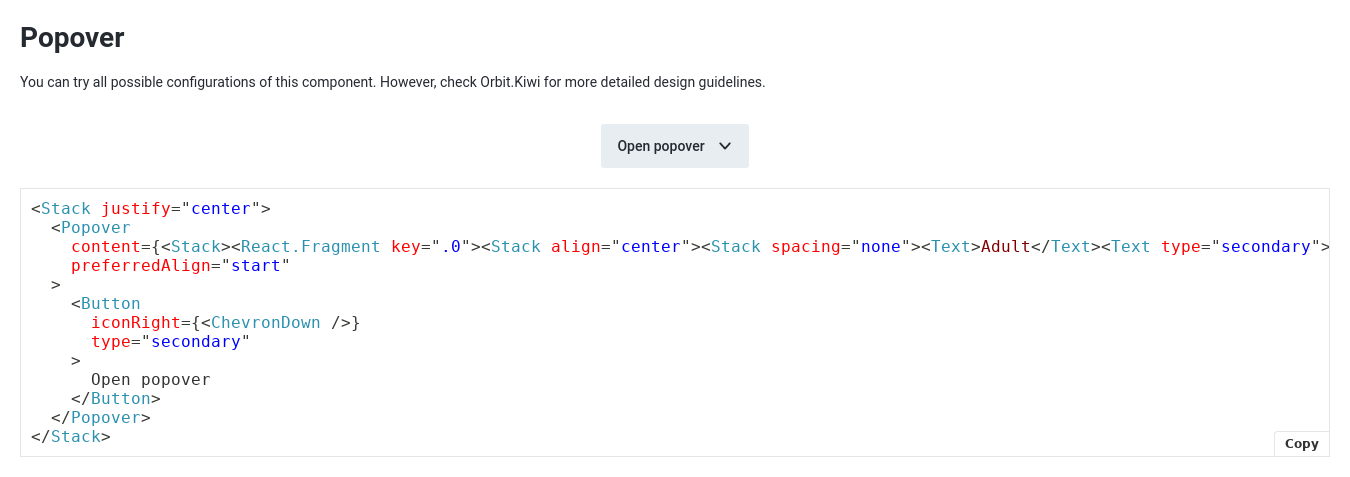 Popover
You can try all possible configurations of this component. However, check Orbit.Kiwi for more detailed design guidelines.
Open popover
<Stack justify="center">
  <Popover
    content={<Stack><React.Fragment key=".0"><Stack align="center"><Stack spacing="none"><Text>Adult</Text><Text type="secondary">
    preferredAlign="start"
  >
    <Button
      iconRight={<ChevronDown />}
      type="secondary"
    >
      Open popover
    </Button>
  </Popover>
</Stack>
Copy